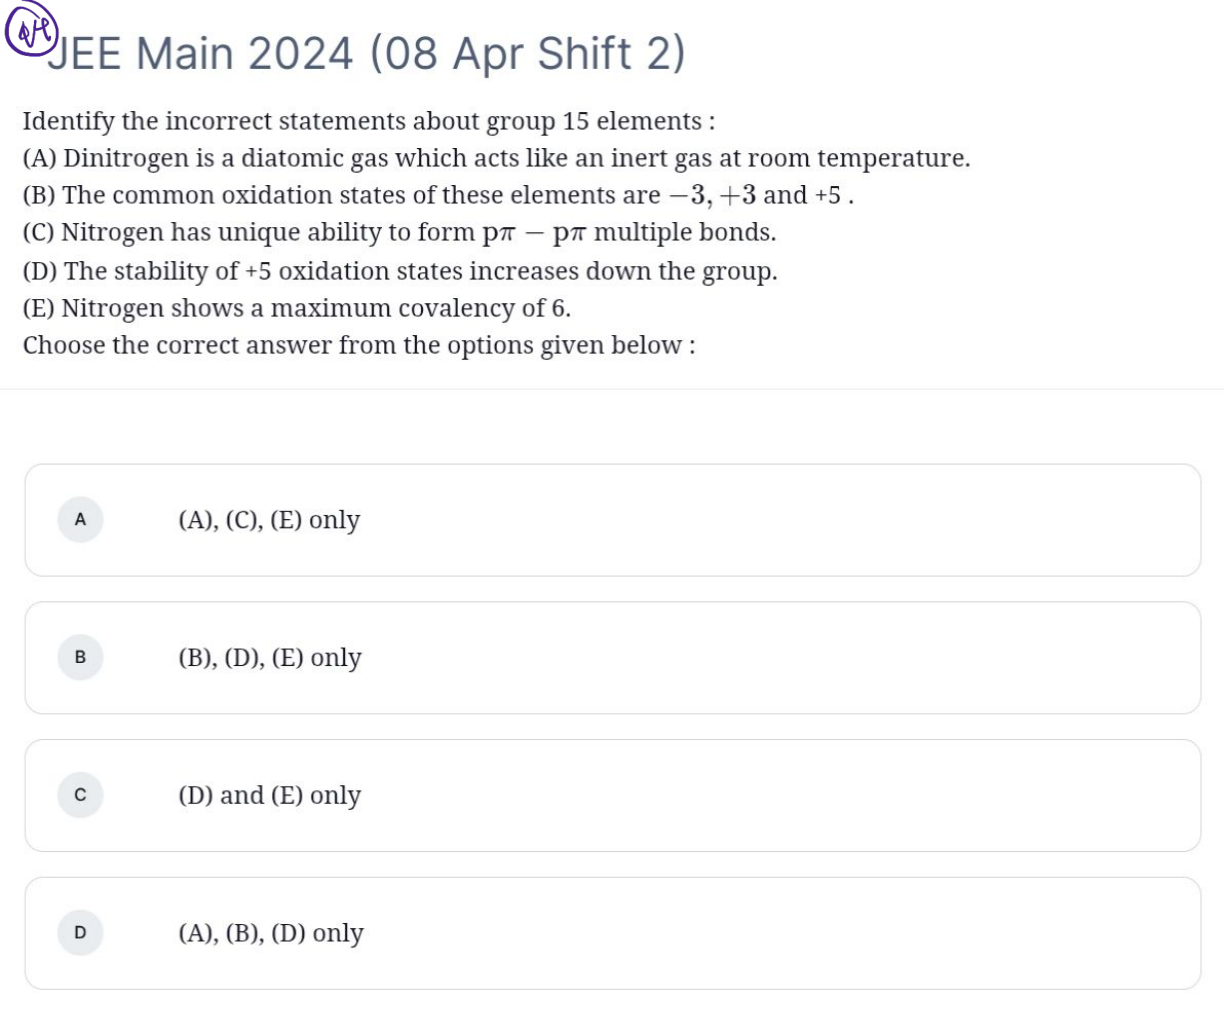 JEE Main 2024 (08 Apr Shift 2)
Identify the incorrect statements about group 15 elements :
(A) Dinitrogen is a diatomic gas which acts like an inert gas at room temperature.
(B) The common oxidation states of these elements are −3, +3 and +5 .
(C) Nitrogen has unique ability to form pπ − pπ multiple bonds.
(D) The stability of +5 oxidation states increases down the group.
(E) Nitrogen shows a maximum covalency of 6.
Choose the correct answer from the options given below :
A (A), (C), (E) only
B (B), (D), (E) only
C (D) and (E) only
D (A), (B), (D) only